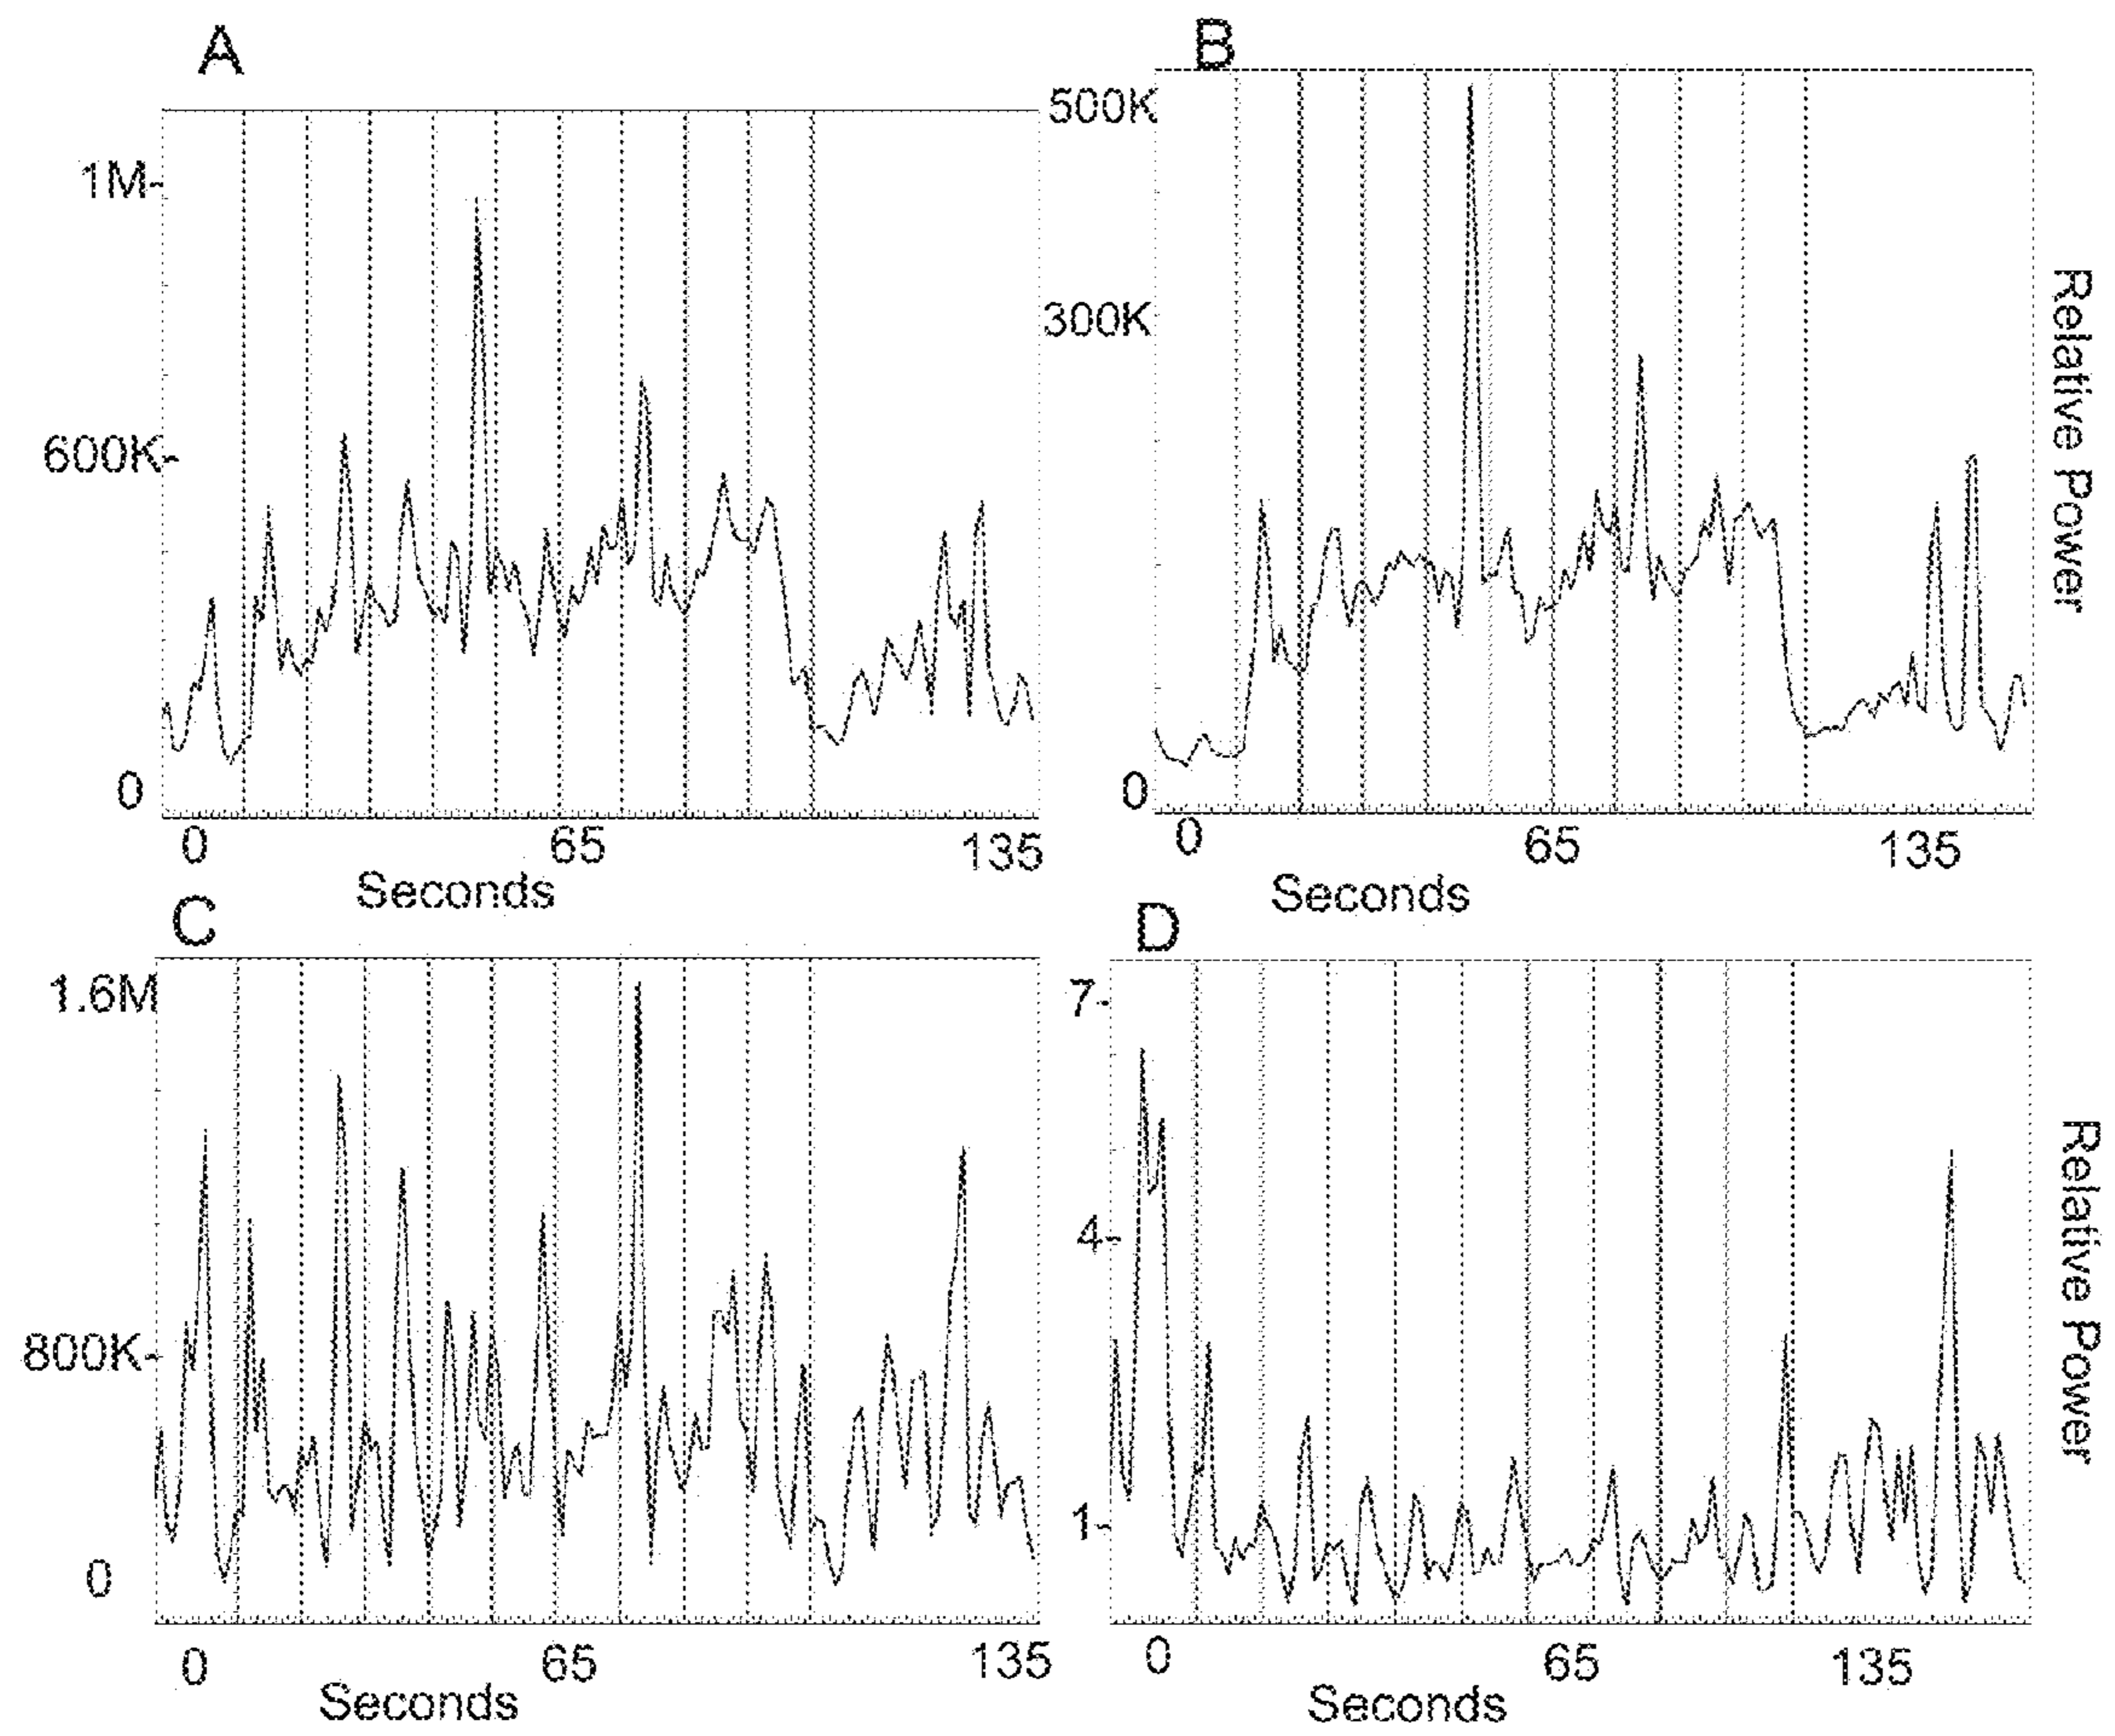 A
B
1M-
600K-
0
0 65 135
Seconds
500K
300K
0
0 65 135
Seconds
Relative Power
C
D
1.6M
800K-
0
0 65 135
Seconds
7-
4-
1-
0 65 135
Seconds
Relative Power